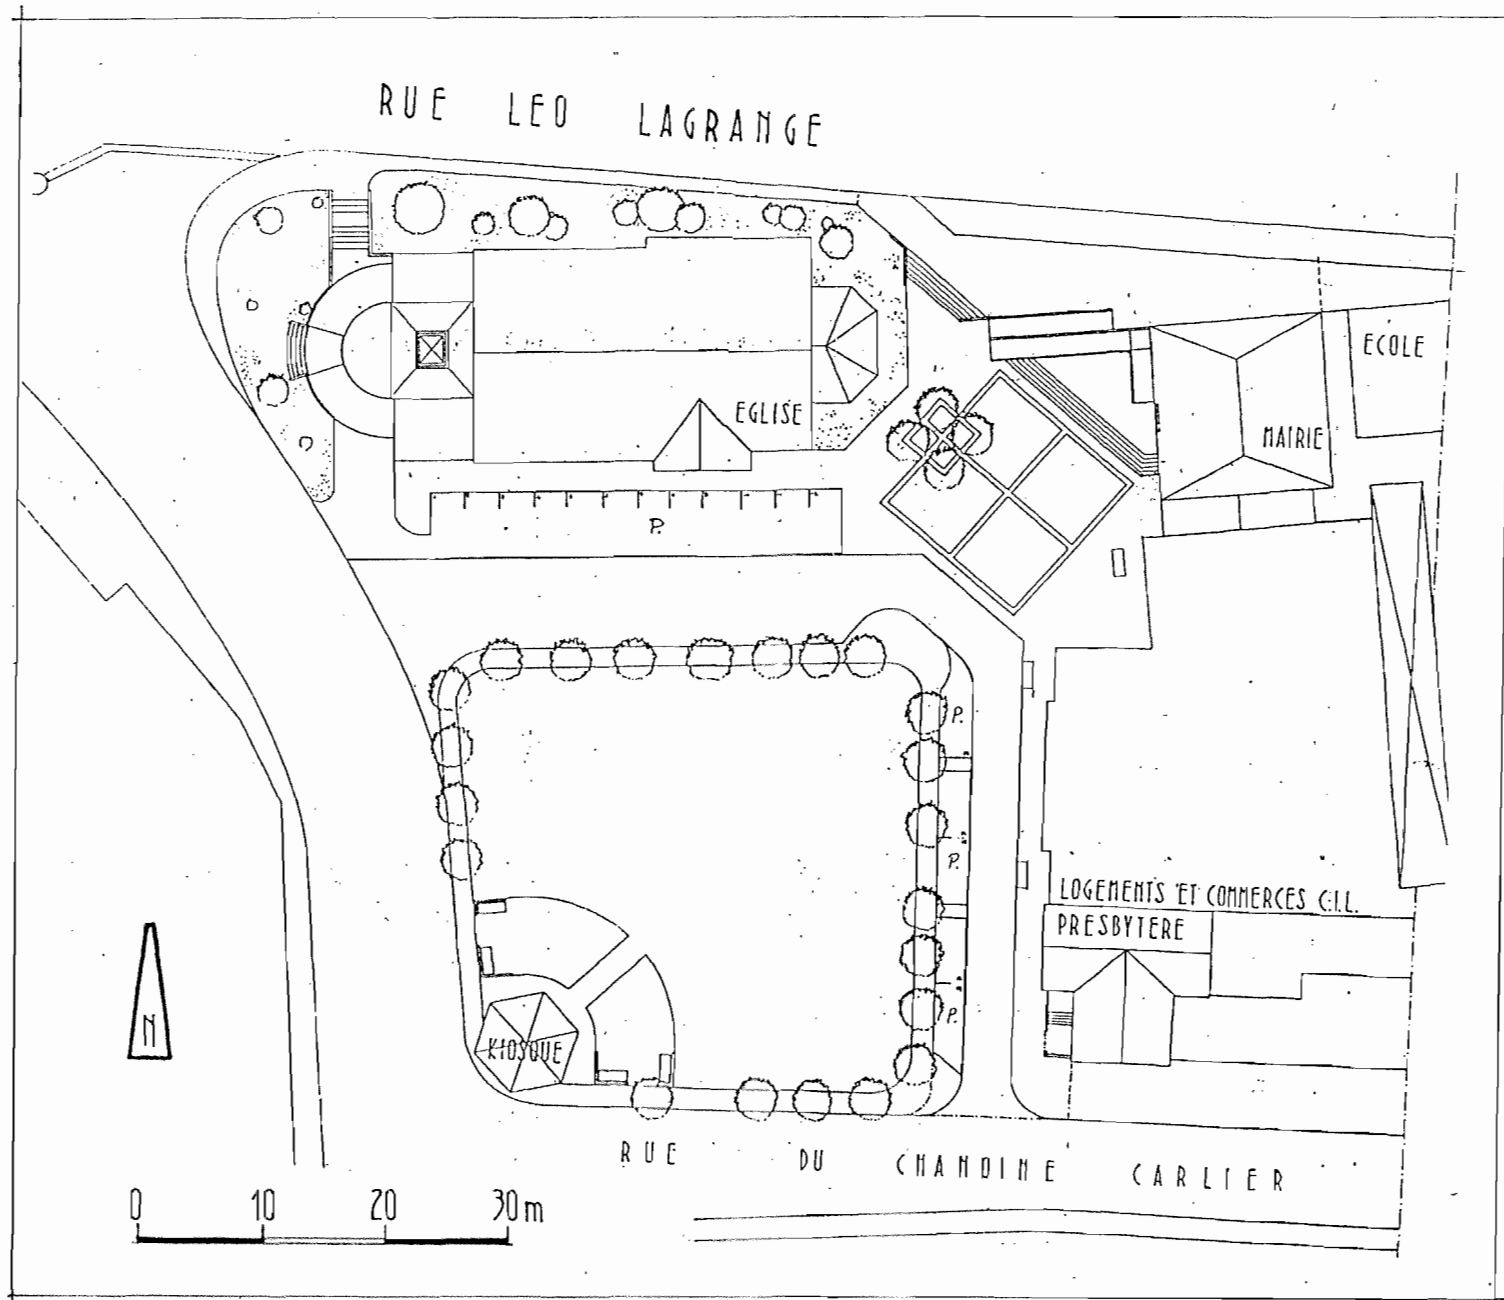 RUE LEO LAGRANGE
ECOLE
EGLISE
MAIRIE
P.
P.
P.
LOGEMENTS ET COMMERCES C.I.L.
PRESBYTERE
P.
KIOSQUE
N
RUE DU CHANOINE CARLIER
0 10 20 30m